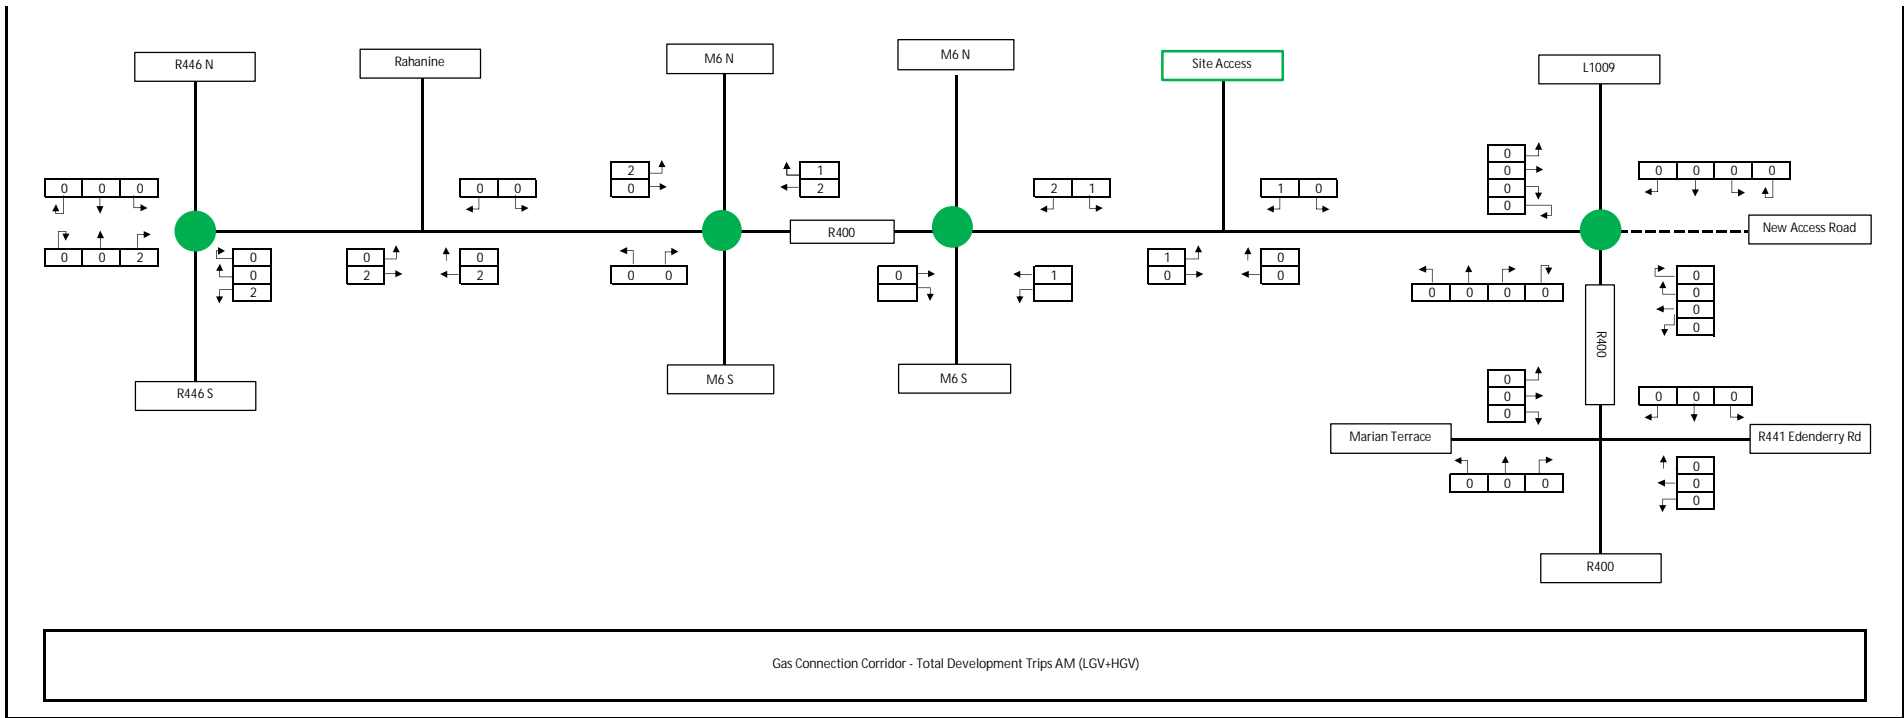 R446 N
Rahanine
M6 N
M6 N
Site Access
L1009
0 0 0
0 0 2
0
0
2
0 0
0
2
0
2
2
0
1
2
0 0
R400
2 1
0
1
1 0
1
0
0
0
0
0
0
0
0 0 0 0
New Access Road
0 0 0 0
0
0
0
0
R400
R446 S
M6 S
M6 S
0
0
0
0 0 0
Marian Terrace
R441 Edenderry Rd
0 0 0
0
0
0
R400
Gas Connection Corridor - Total Development Trips AM (LGV+HGV)